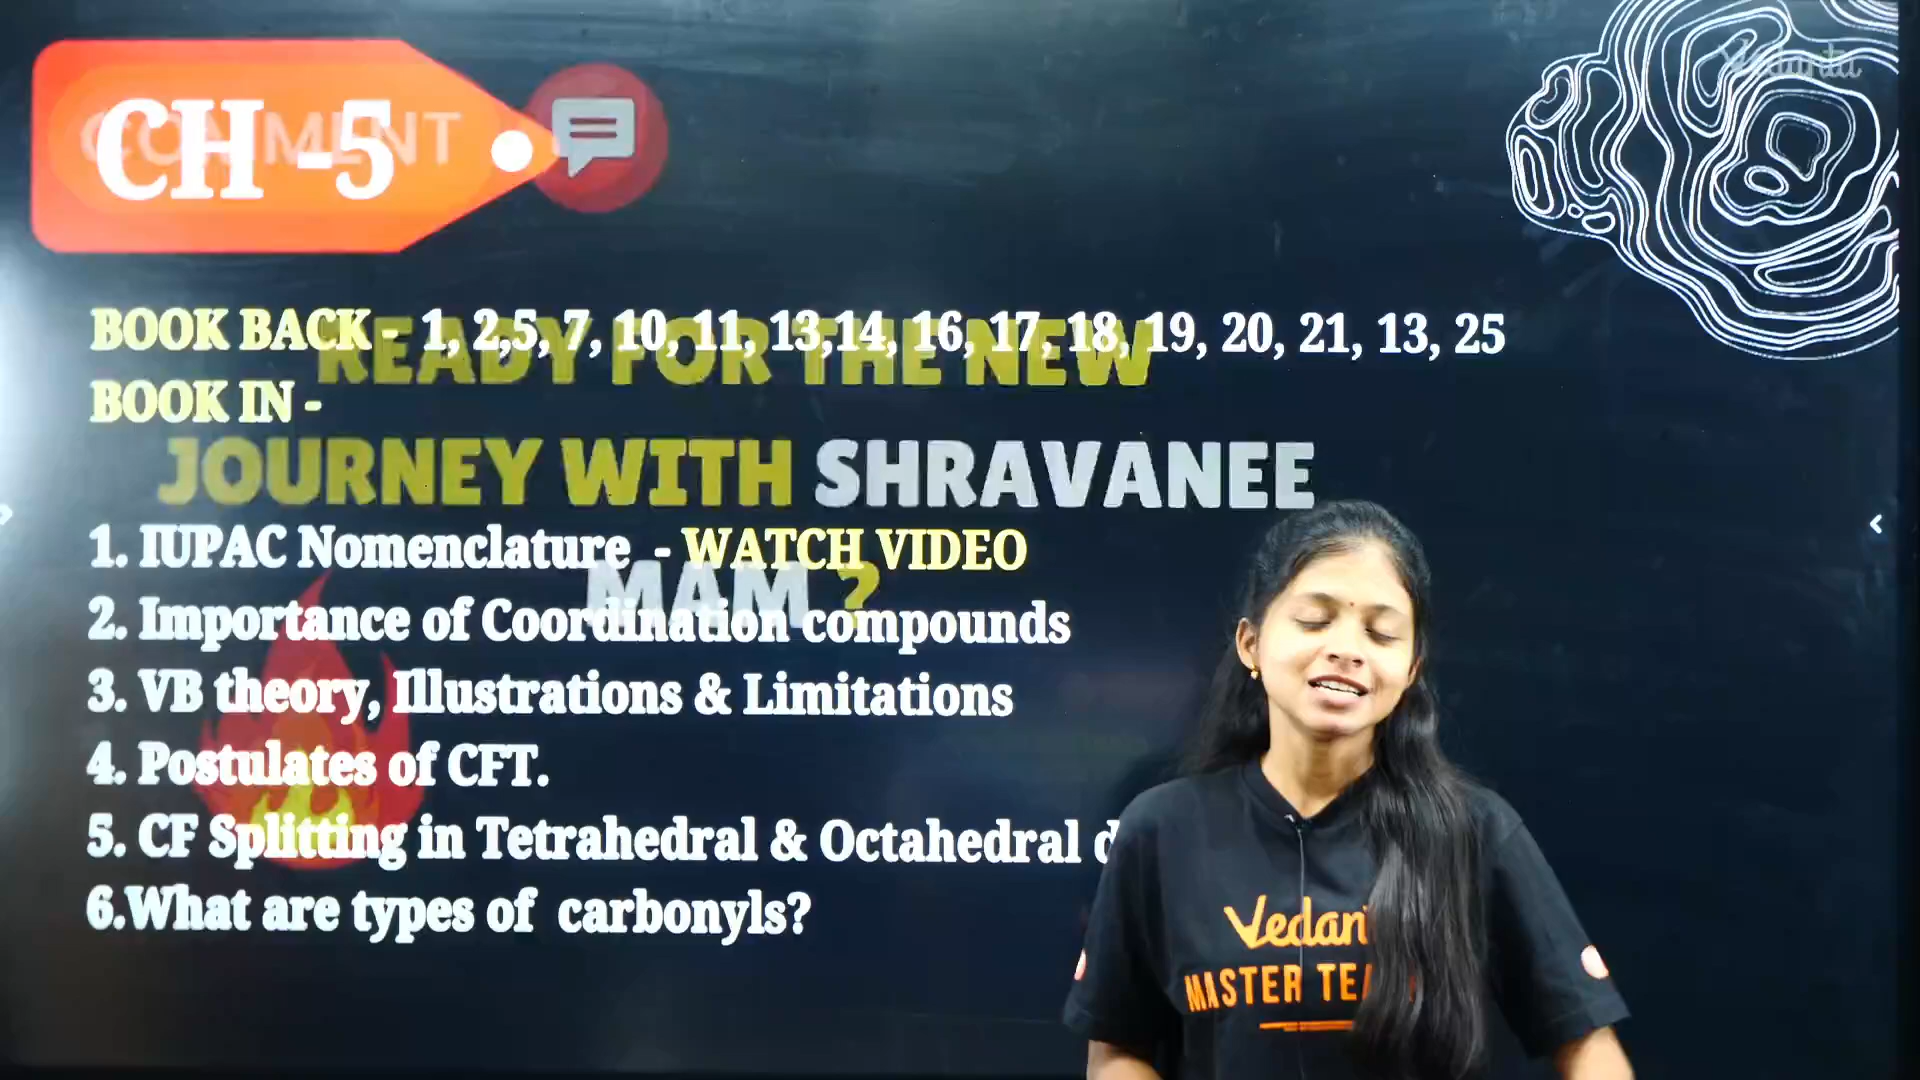 Vedantu
COMMENT
CH -5
BOOK BACK - 1, 2,5, 7, 10, 11, 13,14, 16, 17, 18, 19, 20, 21, 13, 25
READY FOR THE NEW
BOOK IN -
JOURNEY WITH SHRAVANEE
1. IUPAC Nomenclature - WATCH VIDEO
MAM ?
2. Importance of Coordination compounds
3. VB theory, Illustrations & Limitations
4. Postulates of CFT.
5. CF Splitting in Tetrahedral & Octahedral
6.What are types of carbonyls?
Vedan
MASTER TEA